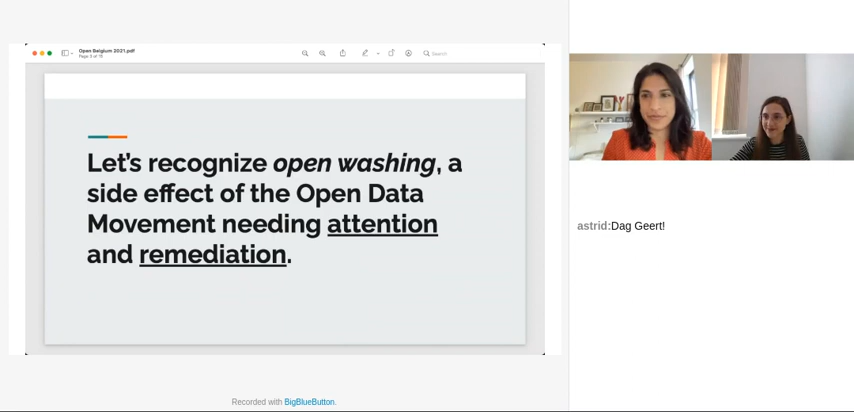 Open Belgium 2021.pdf
Search
Let's recognize open washing, a
side effect of the Open Data
Movement needing attention
and remediation.
astrid:Dag Geert!
Recorded with BigBlueButton.